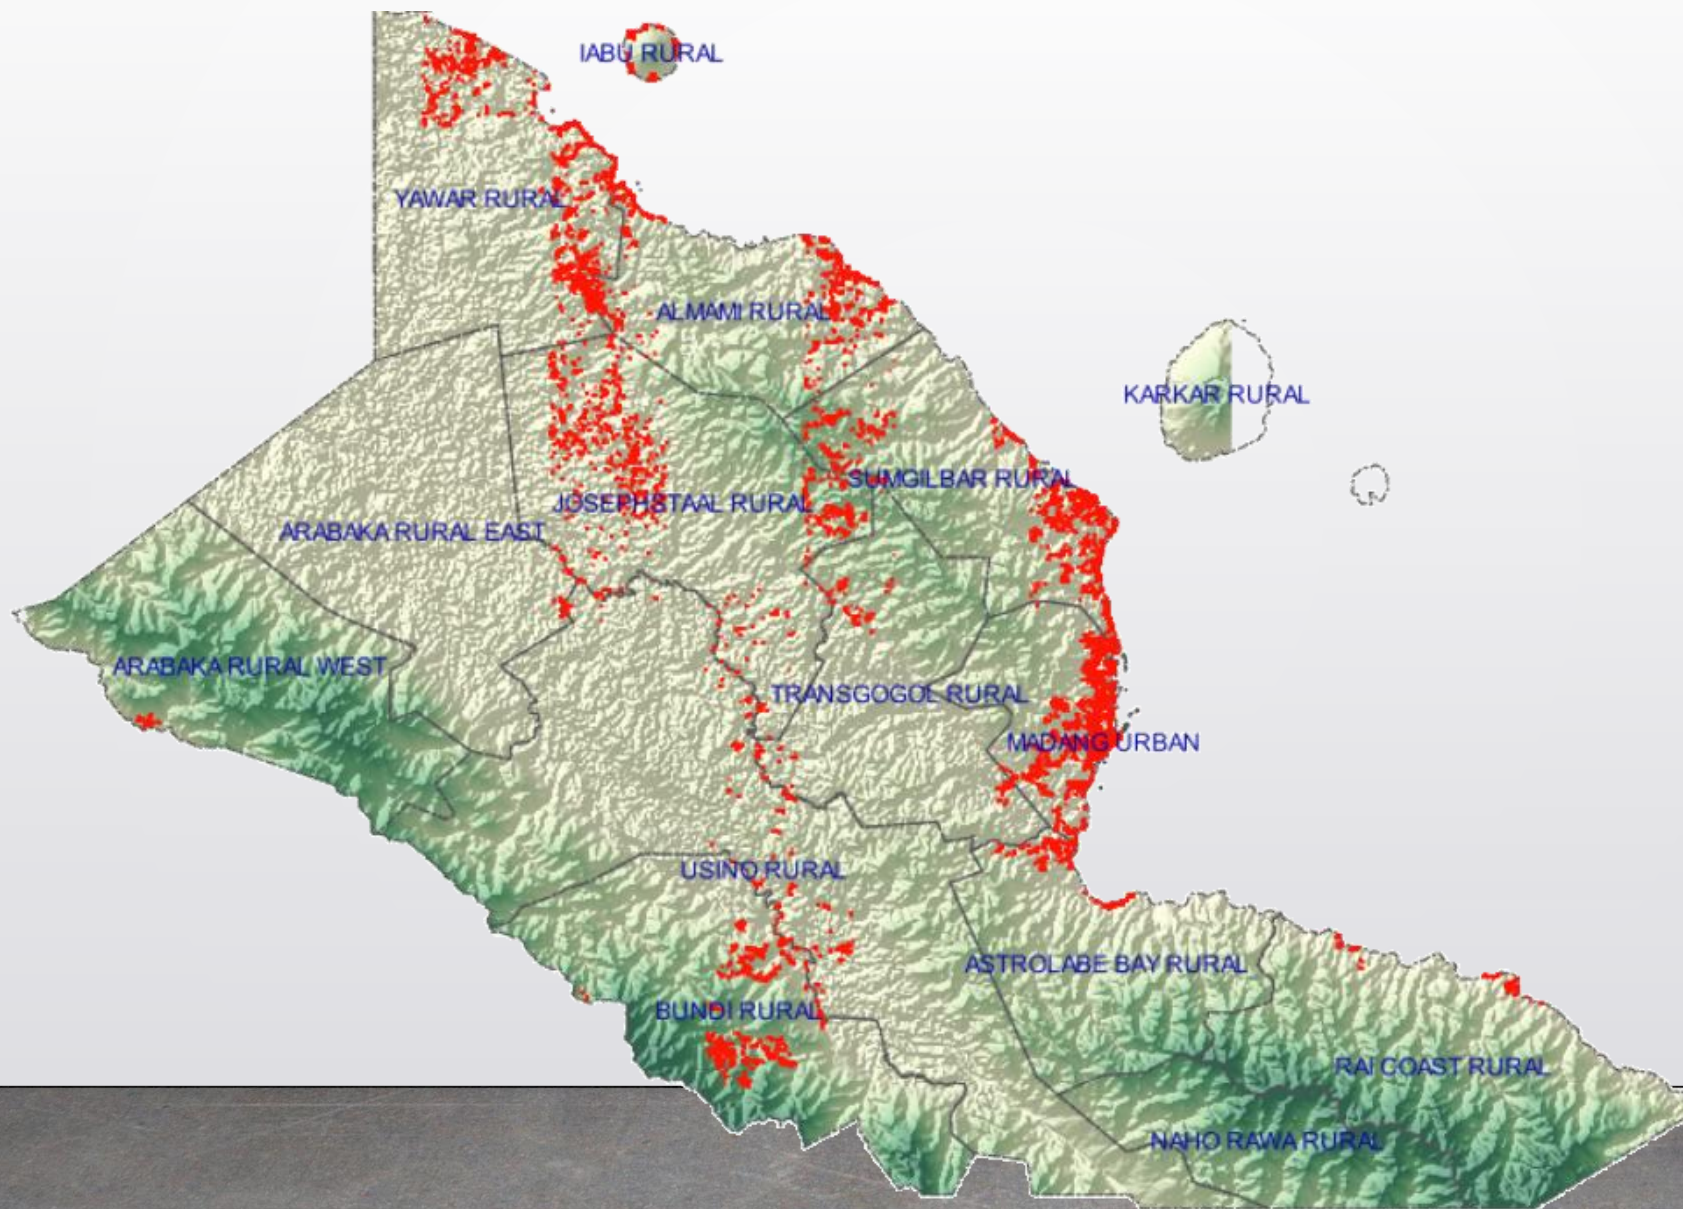 IABU RURAL
YAWAR RURAL
ALMAMI RURAL
KARKAR RURAL
SUMGILBAR RURAL
JOSEPHSTAAL RURAL
ARABAKA RURAL EAST
ARABAKA RURAL WEST
TRANSGOGOL RURAL
MADANG URBAN
USINO RURAL
ASTROLABE BAY RURAL
BUNDI RURAL
RAI COAST RURAL
NAHO RAWA RURAL